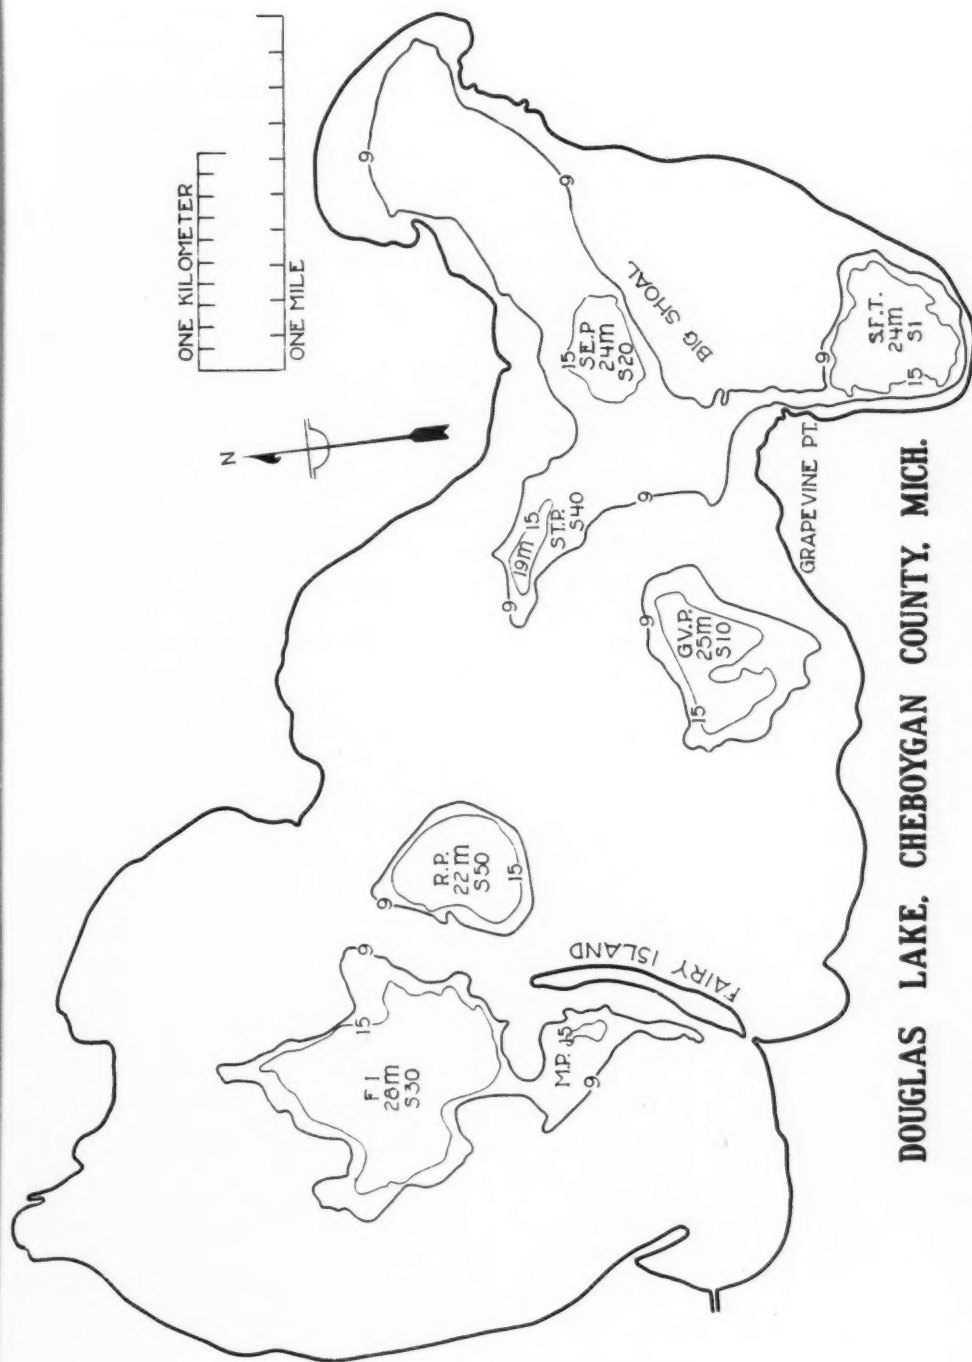 ONE KILOMETER
ONE MILE
N
9
9
BIG SHOAL
15
S.E.P.
24m
S20
9
15
S.F.T.
24m
S1
GRAPEVINE PT.
9
9
19m 15
ST.P.
S40
9
15
G.V.P.
25m
S10
9
15
R.P.
22m
S50
9
15
F I
28m
S30
9
15
M.P.
FAIRY ISLAND
DOUGLAS LAKE, CHEBOYGAN COUNTY, MICH.